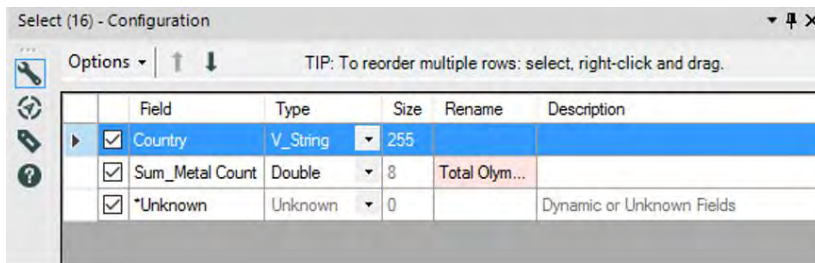 Select (16) - Configuration
Options TIP: To reorder multiple rows: select, right-click and drag.
Field Type Size Rename Description
Country V_String 255
Sum_Metal Count Double 8 Total Olym...
*Unknown Unknown 0 Dynamic or Unknown Fields